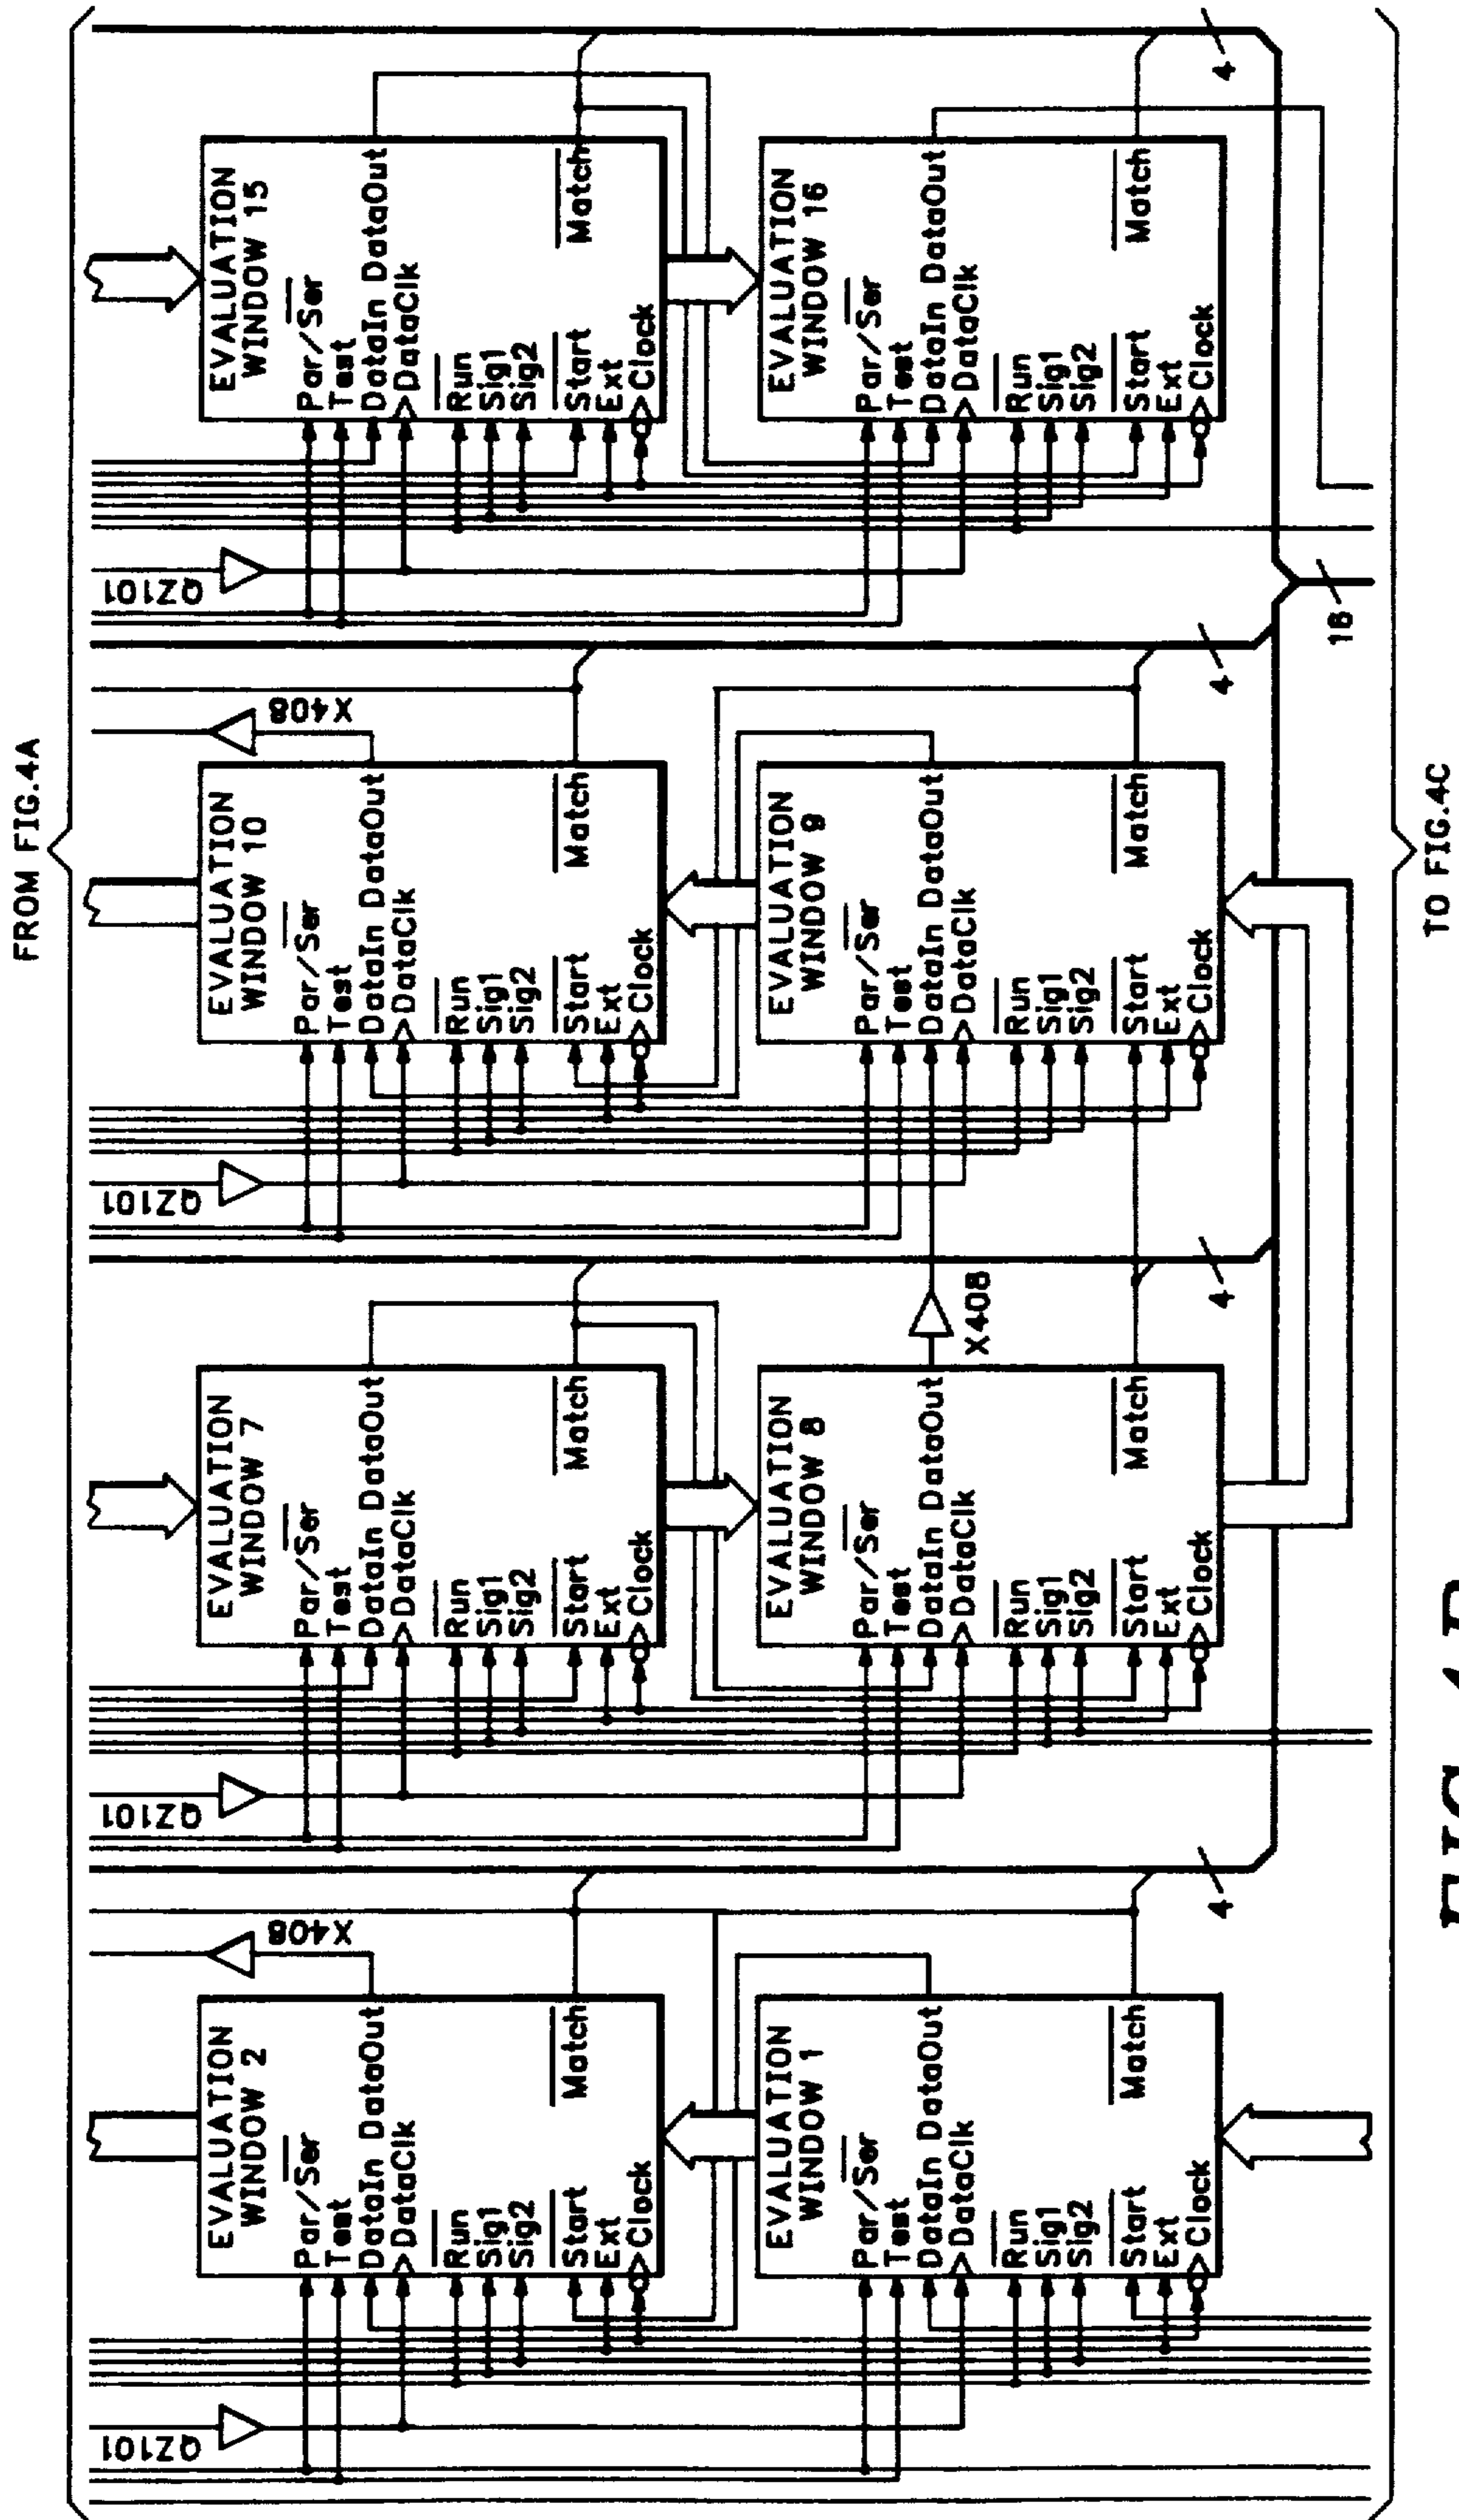 FROM FIG.4A
EVALUATION
WINDOW 2
Par/Ser
Test
DataIn DataOut
DataClk
Run
Sig1
Sig2
Start
Match
Ext
Clock
QZ101
X408
EVALUATION
WINDOW 1
Par/Ser
Test
DataIn DataOut
DataClk
Run
Sig1
Sig2
Start
Match
Ext
Clock
4
EVALUATION
WINDOW 7
Par/Ser
Test
DataIn DataOut
DataClk
Run
Sig1
Sig2
Start
Match
Ext
Clock
QZ101
EVALUATION
WINDOW 8
Par/Ser
Test
DataIn DataOut
DataClk
Run
Sig1
Sig2
Start
Match
Ext
Clock
X408
4
EVALUATION
WINDOW 10
Par/Ser
Test
DataIn DataOut
DataClk
Run
Sig1
Sig2
Start
Match
Ext
Clock
QZ101
X408
EVALUATION
WINDOW 9
Par/Ser
Test
DataIn DataOut
DataClk
Run
Sig1
Sig2
Start
Match
Ext
Clock
4
EVALUATION
WINDOW 15
Par/Ser
Test
DataIn DataOut
DataClk
Run
Sig1
Sig2
Start
Match
Ext
Clock
QZ101
EVALUATION
WINDOW 16
Par/Ser
Test
DataIn DataOut
DataClk
Run
Sig1
Sig2
Start
Match
Ext
Clock
4
16
TO FIG.4C